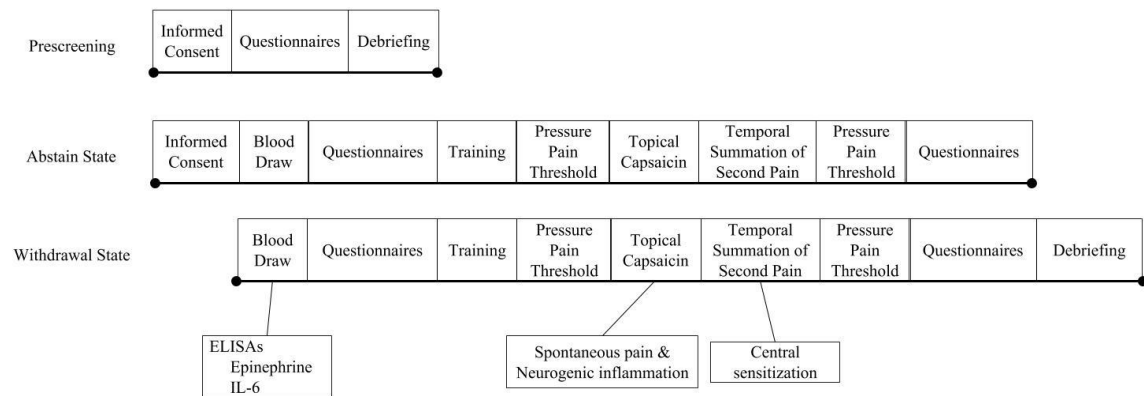 Prescreening
Informed
Consent
Questionnaires
Debriefing
Abstain State
Informed
Consent
Blood
Draw
Questionnaires
Training
Pressure
Pain
Threshold
Topical
Capsaicin
Temporal
Summation of
Second Pain
Pressure
Pain
Threshold
Questionnaires
Withdrawal State
Blood
Draw
Questionnaires
Training
Pressure
Pain
Threshold
Topical
Capsaicin
Temporal
Summation of
Second Pain
Pressure
Pain
Threshold
Questionnaires
Debriefing
ELISAs
Epinephrine
IL-6
Spontaneous pain &
Neurogenic inflammation
Central
sensitization